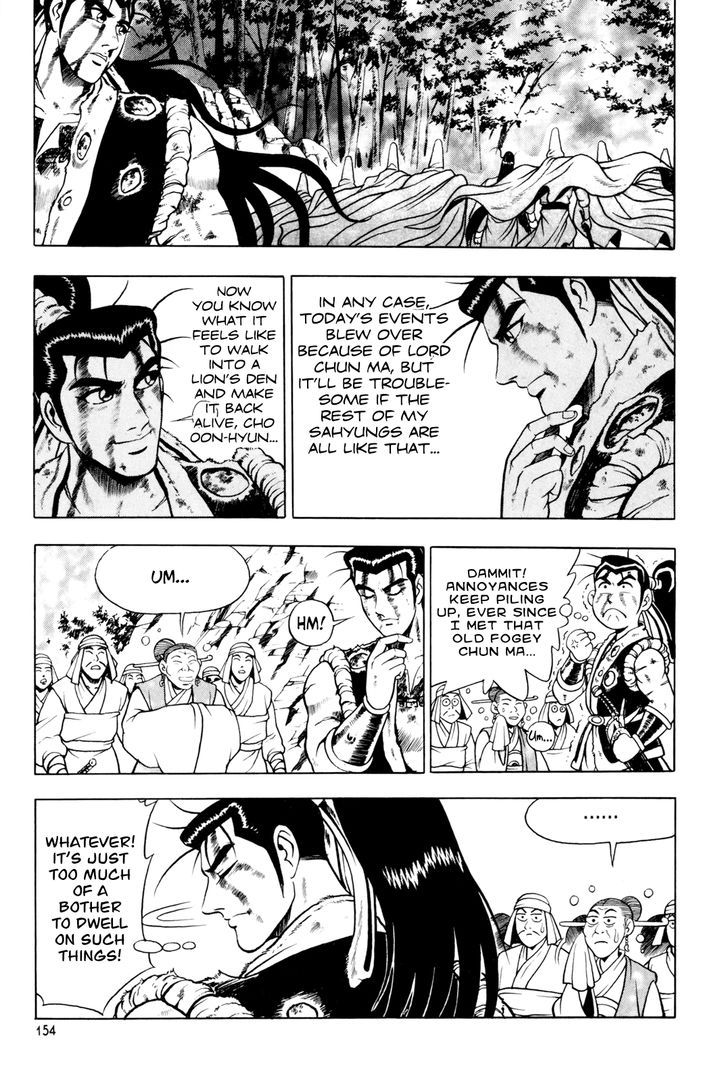 NOW
YOU KNOW
WHAT IT
FEELS LIKE
TO WALK
INTO A
LION'S DEN
AND MAKE
IT BACK
ALIVE, CHO
OON-HYUN...
IN ANY CASE,
TODAY'S EVENTS
BLEW OVER
BECAUSE OF LORD
CHUN MA, BUT
IT'LL BE TROUBLE-
SOME IF THE
REST OF MY
SAHYUNGS ARE
ALL LIKE THAT...
UM...
HM!
DAMMIT!
ANNOYANCES
KEEP PILING
UP, EVER SINCE
I MET THAT
OLD FOGEY
CHUN MA...
Um...
WHATEVER!
IT'S JUST
TOO MUCH
OF A
BOTHER
TO DWELL
ON SUCH
THINGS!
......
154